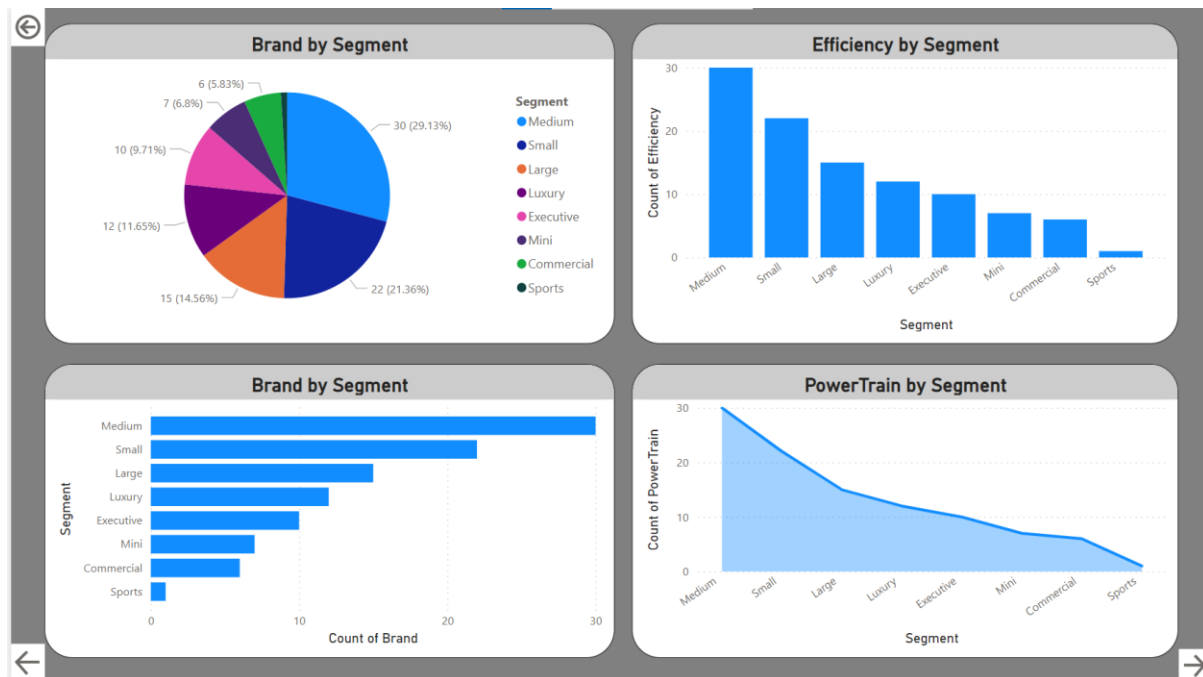 Brand by Segment
6 (5.83%)
7 (6.8%)
10 (9.71%)
12 (11.65%)
15 (14.56%)
22 (21.36%)
30 (29.13%)
Segment
Medium
Small
Large
Luxury
Executive
Mini
Commercial
Sports
Efficiency by Segment
Count of Efficiency
30
20
10
0
Medium
Small
Large
Luxury
Executive
Mini
Commercial
Sports
Segment
Brand by Segment
Segment
Medium
Small
Large
Luxury
Executive
Mini
Commercial
Sports
0
10
20
30
Count of Brand
PowerTrain by Segment
Count of PowerTrain
30
20
10
0
Medium
Small
Large
Luxury
Executive
Mini
Commercial
Sports
Segment